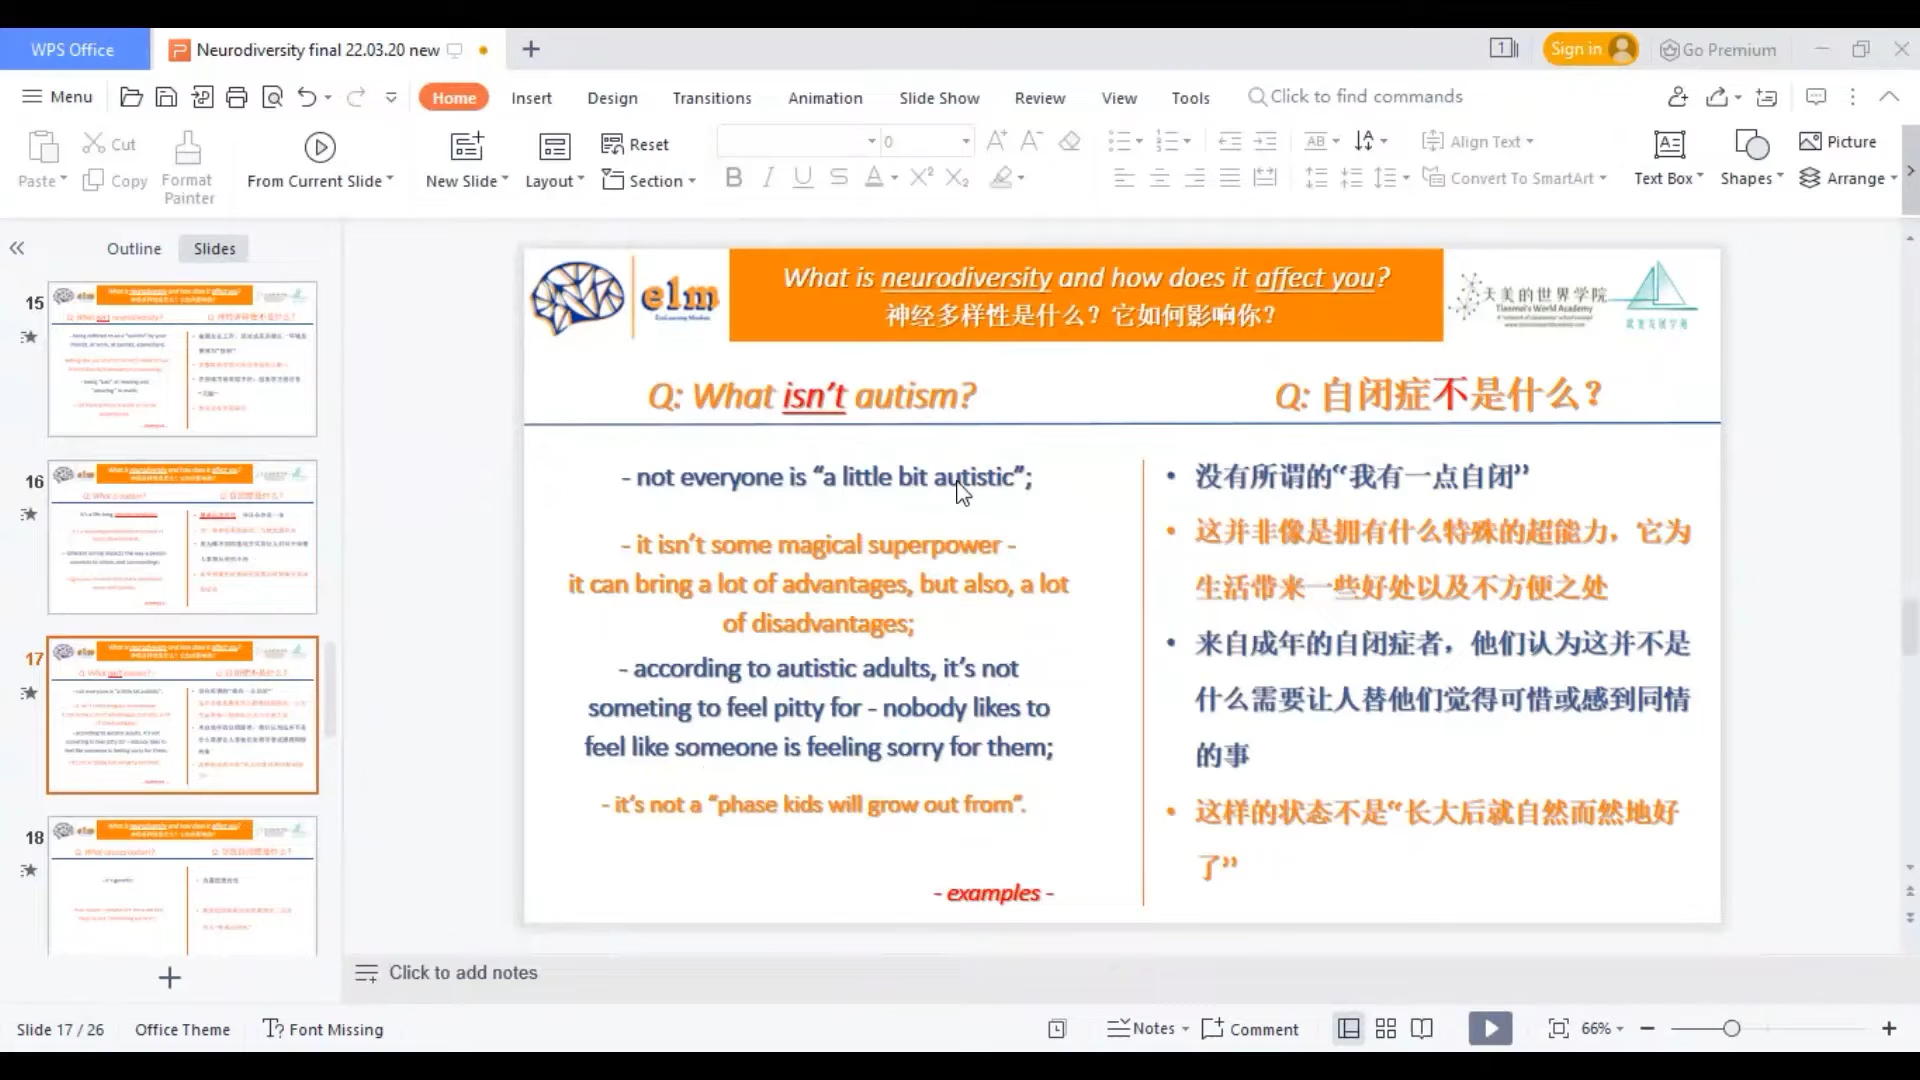 WPS Office
Neurodiversity final 22.03.20 new
Sign in
Go Premium
Menu
Home
Insert
Design
Transitions
Animation
Slide Show
Review
View
Tools
Click to find commands
Cut
Paste
Copy
Format Painter
From Current Slide
New Slide
Layout
Reset
Section
0
Align Text
Convert To SmartArt
Text Box
Shapes
Picture
Arrange
Outline
Slides
15
16
17
18
elm
What is neurodiversity and how does it affect you?
神经多样性是什么？它如何影响你?
天美的世界学院
Tianmei's World Academy
Q: What isn't autism?
Q: 自闭症不是什么？
- not everyone is “a little bit autistic”;
- it isn't some magical superpower -
it can bring a lot of advantages, but also, a lot
of disadvantages;
- according to autistic adults, it's not
someting to feel pitty for - nobody likes to
feel like someone is feeling sorry for them;
- it's not a “phase kids will grow out from”.
- examples -
• 没有所谓的“我有一点自闭”
• 这并非像是拥有什么特殊的超能力，它为
生活带来一些好处以及不方便之处
• 来自成年的自闭症者，他们认为这并不是
什么需要让人替他们觉得可惜或感到同情
的事
• 这样的状态不是“长大后就自然而然地好
了”
Click to add notes
Slide 17 / 26
Office Theme
Font Missing
Notes
Comment
66%